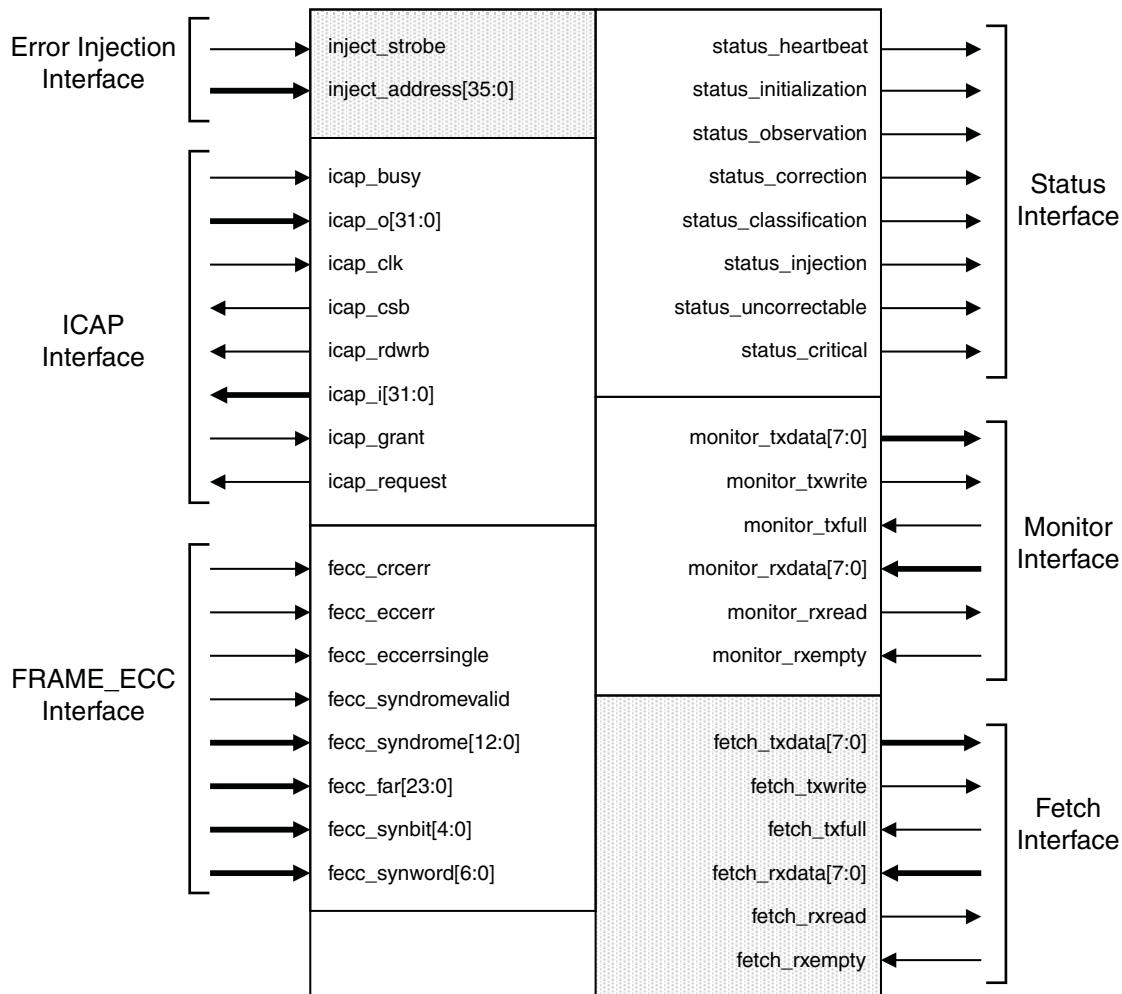 Error Injection
Interface
inject_strobe
inject_address[35:0]
ICAP
Interface
icap_busy
icap_o[31:0]
icap_clk
icap_csb
icap_rdwrb
icap_i[31:0]
icap_grant
icap_request
FRAME_ECC
Interface
fecc_crcerr
fecc_eccerr
fecc_eccerrsingle
fecc_syndromevalid
fecc_syndrome[12:0]
fecc_far[23:0]
fecc_synbit[4:0]
fecc_synword[6:0]
status_heartbeat
status_initialization
status_observation
status_correction
status_classification
status_injection
status_uncorrectable
status_critical
Status
Interface
monitor_txdata[7:0]
monitor_txwrite
monitor_txfull
monitor_rxdata[7:0]
monitor_rxread
monitor_rxempty
Monitor
Interface
fetch_txdata[7:0]
fetch_txwrite
fetch_txfull
fetch_rxdata[7:0]
fetch_rxread
fetch_rxempty
Fetch
Interface